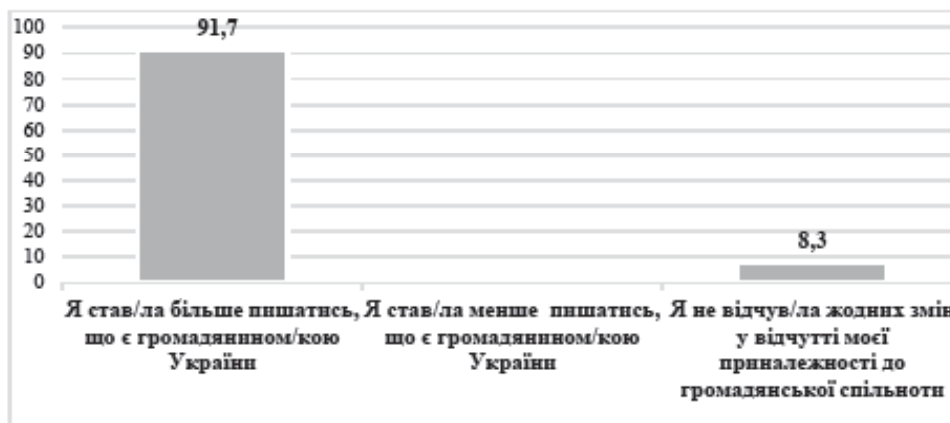 100
90
80
70
60
50
40
30
20
10
0
91,7
8,3
Я став/ла більше пишатись,
що є громадянином/кою
України
Я став/ла менше пишатись,
що є громадянином/кою
України
Я не відчув/ла жодних змін
у відчутті моєї
приналежності до
громадянської спільноти